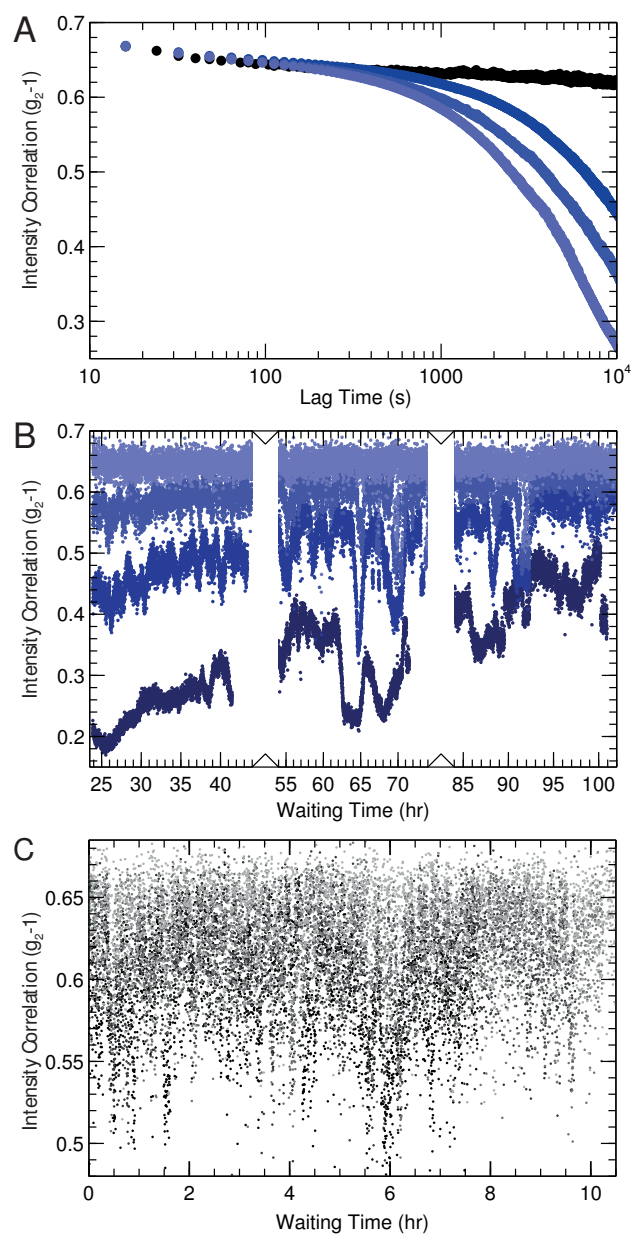 A
0.7
0.6
0.5
0.4
0.3
Intensity Correlation (g₂-1)
10 100 1000 10⁴
Lag Time (s)
B
0.7
0.6
0.5
0.4
0.3
0.2
Intensity Correlation (g₂-1)
25 30 35 40 55 60 65 70 85 90 95 100
Waiting Time (hr)
C
0.65
0.6
0.55
0.5
Intensity Correlation (g₂-1)
0 2 4 6 8 10
Waiting Time (hr)